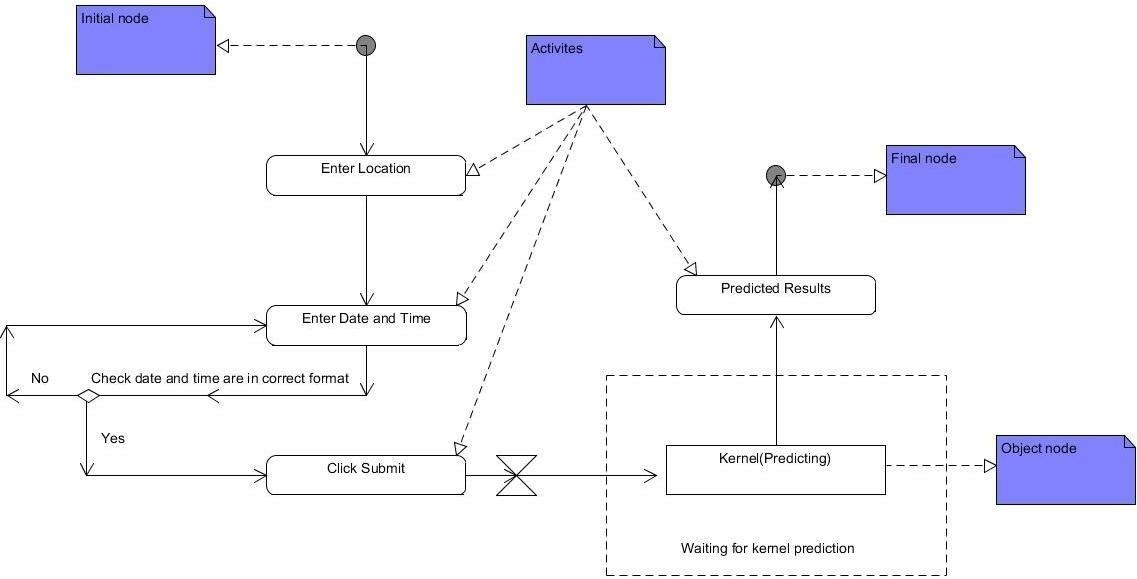 Initial node
Activites
Enter Location
Final node
Predicted Results
Enter Date and Time
No
Check date and time are in correct format
Yes
Click Submit
Kernel(Predicting)
Object node
Waiting for kernel prediction